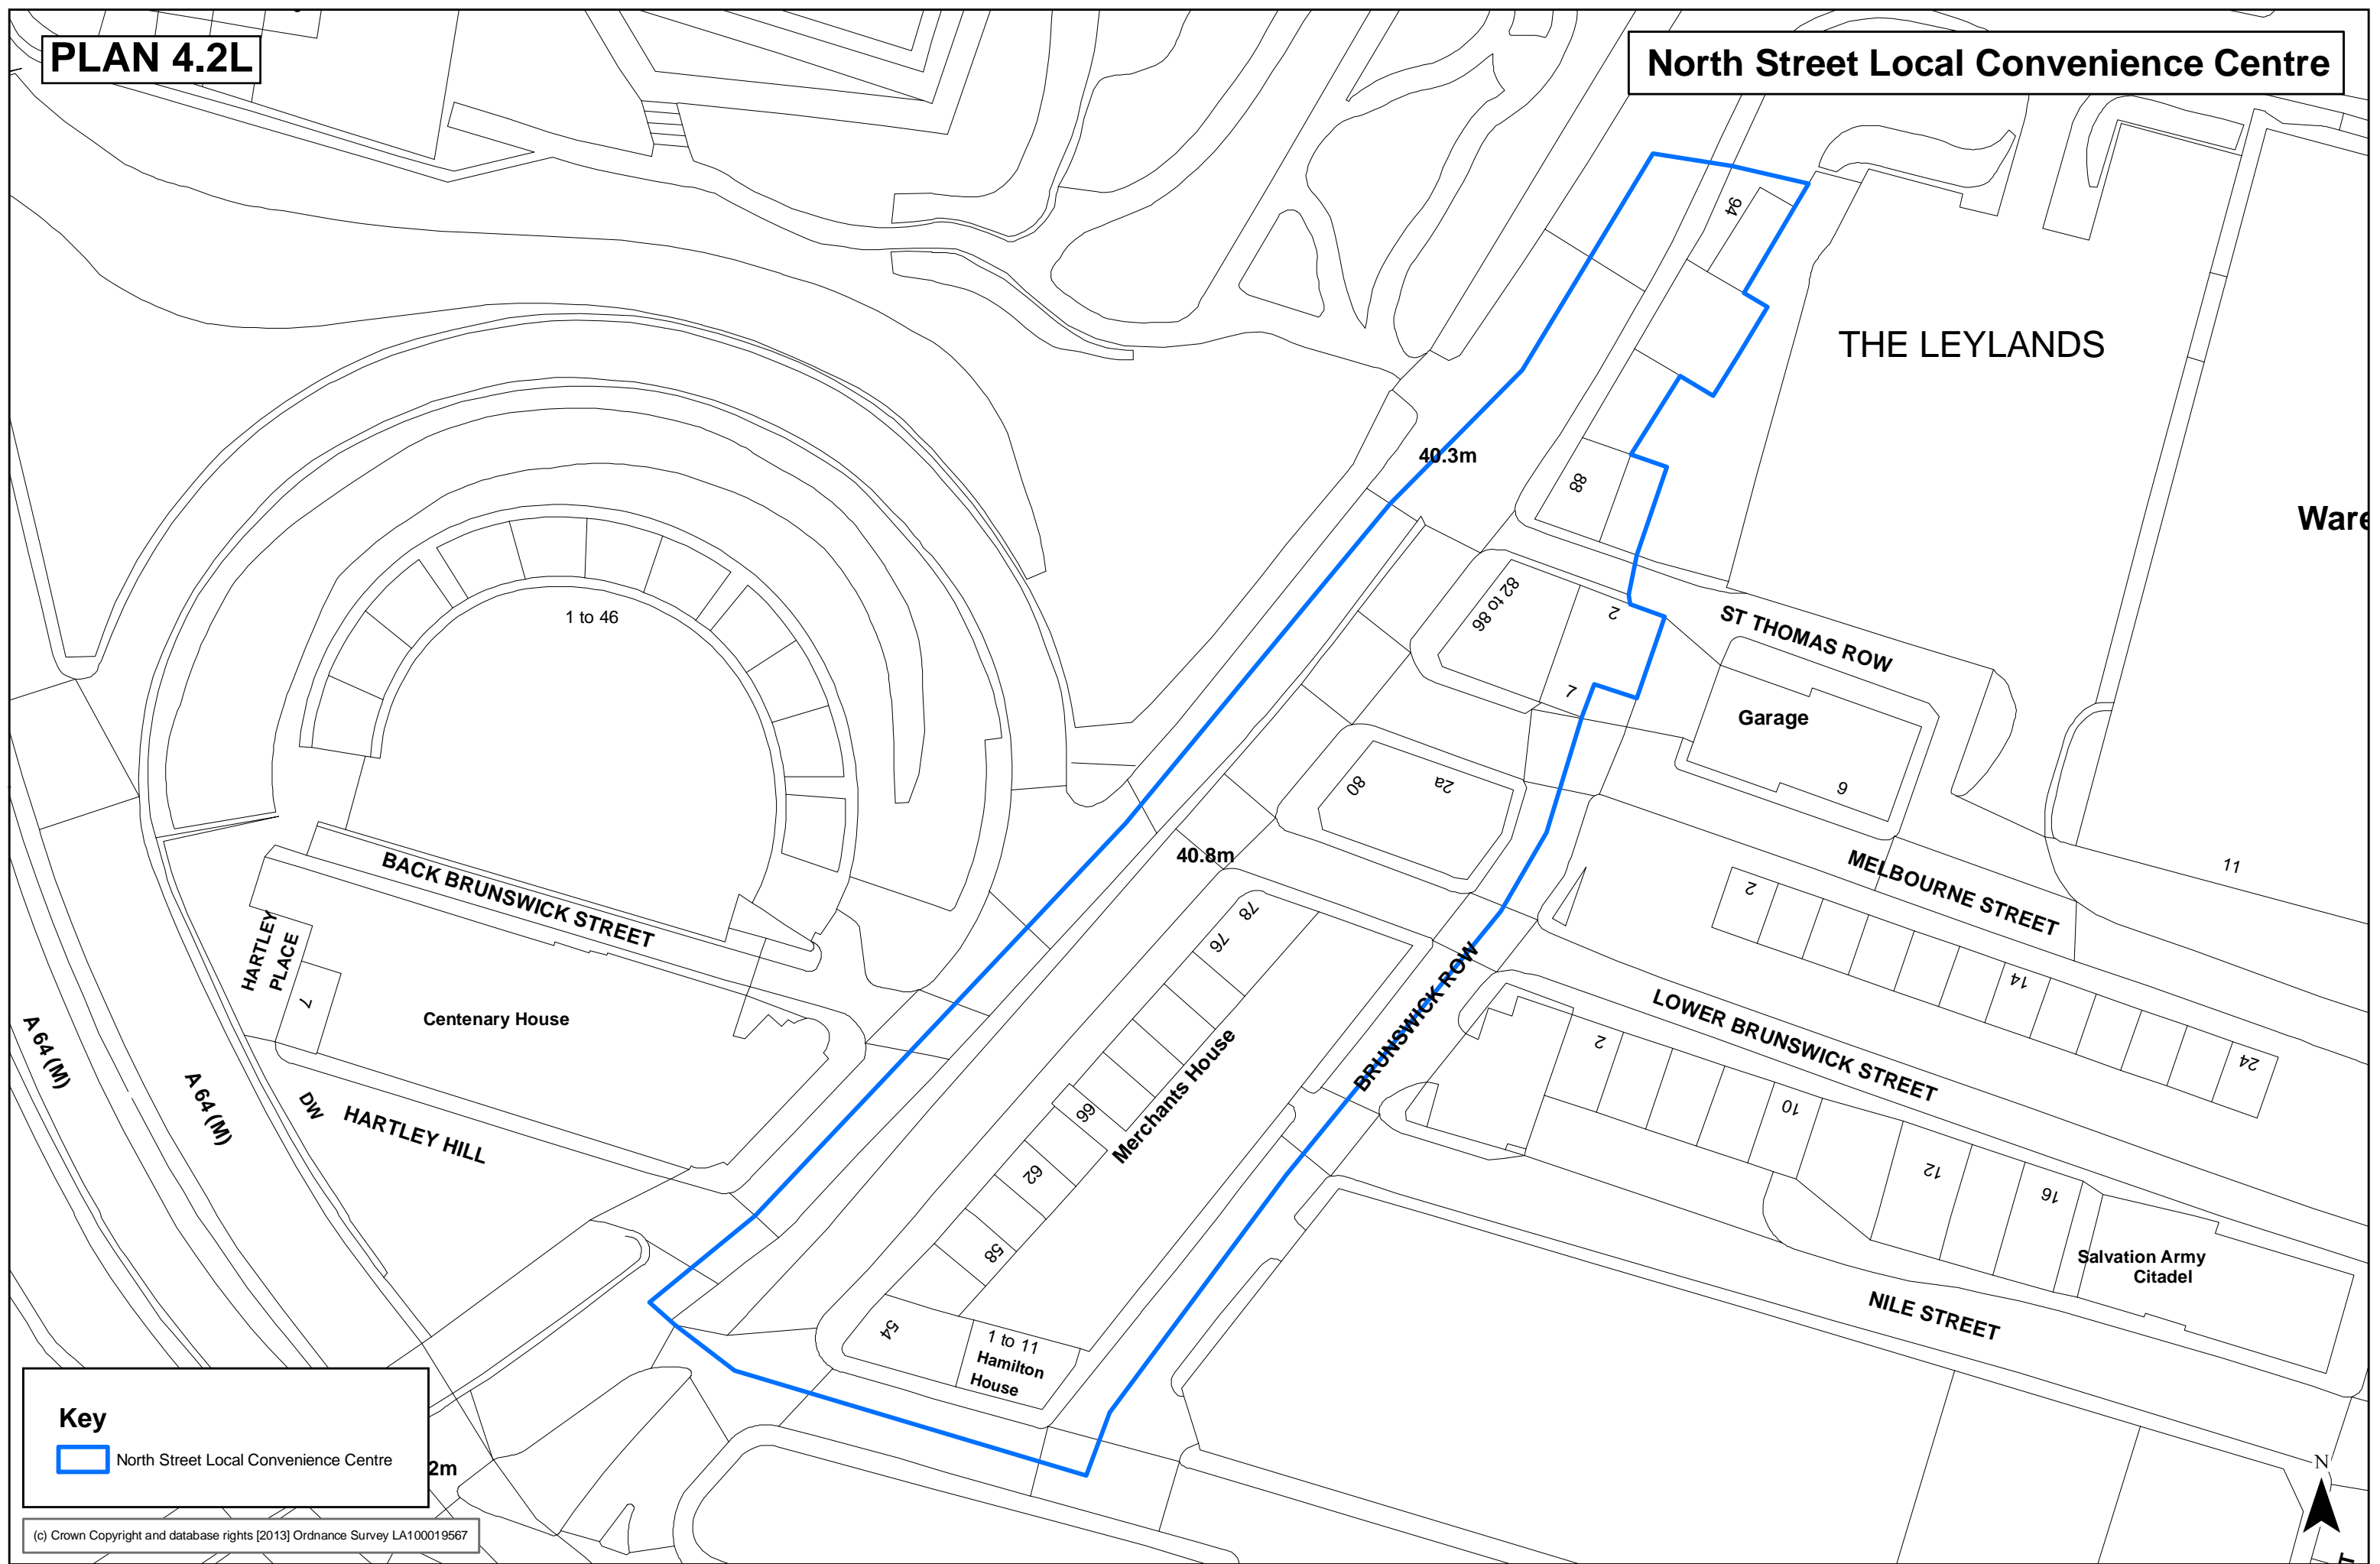 PLAN 4.2L
North Street Local Convenience Centre
94
THE LEYLANDS
40.3m
88
1 to 46
82 to 86
2
7
ST THOMAS ROW
Garage
6
80
2a
40.8m
MELBOURNE STREET
11
2
14
24
BACK BRUNSWICK STREET
HARTLEY
PLACE
7
Centenary House
78
76
66
62
58
54
Merchants House
BRUNSWICK ROW
LOWER BRUNSWICK STREET
2
10
12
16
Salvation Army
Citadel
NILE STREET
A 64 (M)
A 64 (M)
DW
HARTLEY HILL
1 to 11
Hamilton
House
Key
North Street Local Convenience Centre
2m
N
(c) Crown Copyright and database rights [2013] Ordnance Survey LA100019567